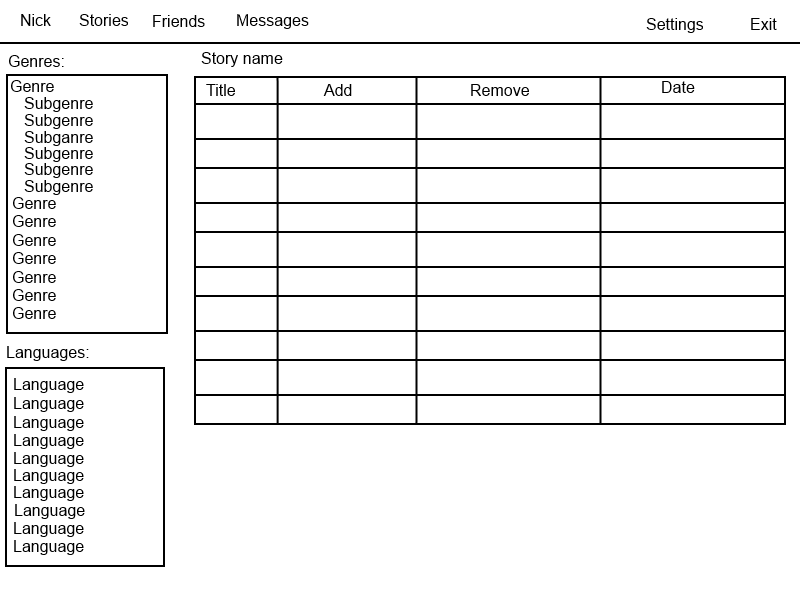 Nick Stories Friends Messages Settings Exit
Genres:
Genre
Subgenre
Subgenre
Subganre
Subgenre
Subgenre
Subgenre
Genre
Genre
Genre
Genre
Genre
Genre
Genre
Languages:
Language
Language
Language
Language
Language
Language
Language
Language
Language
Language
Story name
Title Add Remove Date